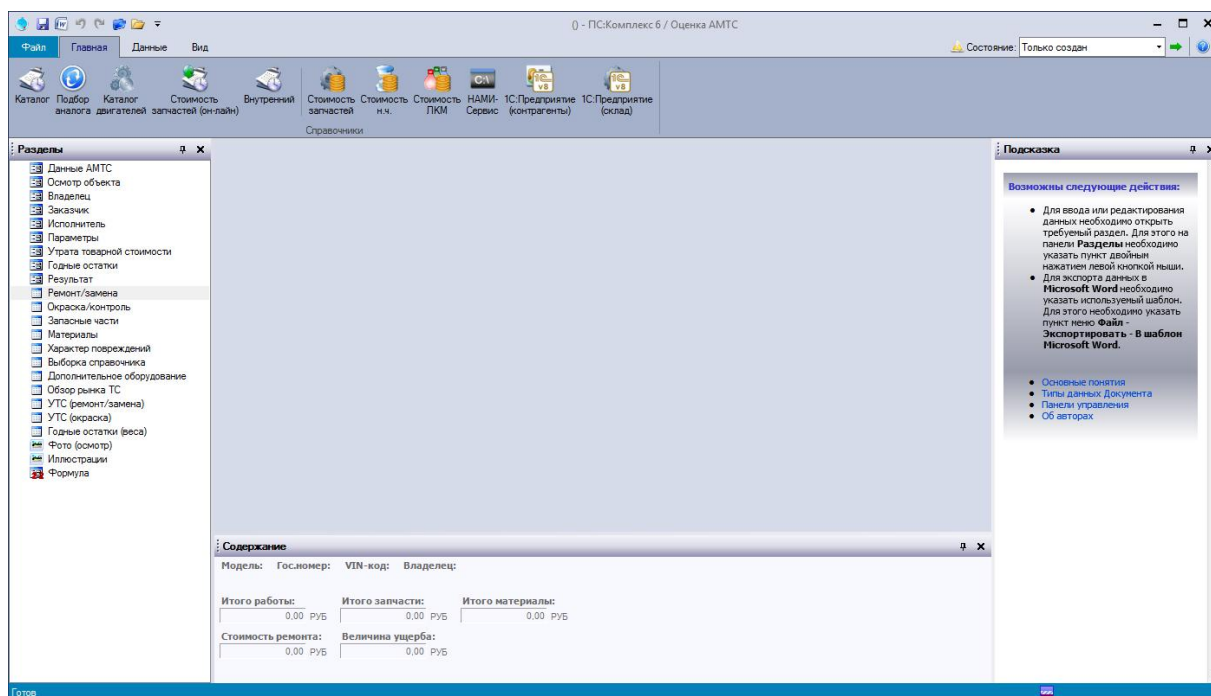 () - ПС:Комплекс 6 / Оценка АМТС
Файл Главная Данные Вид
Состояние: Только создан
Каталог Подбор аналога Каталог двигателей Стоимость запчастей (он-лайн) Внутренний Стоимость запчастей Стоимость н.ч. Стоимость ПКМ НАМИ-Сервис 1С:Предприятие (контрагенты) 1С:Предприятие (склад)
Справочники
Разделы
Данные АМТС
Осмотр объекта
Владелец
Заказчик
Исполнитель
Параметры
Утрата товарной стоимости
Годные остатки
Результат
Ремонт/замена
Окраска/контроль
Запасные части
Материалы
Характер повреждений
Выборка справочника
Дополнительное оборудование
Обзор рынка ТС
УТС (ремонт/замена)
УТС (окраска)
Годные остатки (веса)
Фото (осмотр)
Иллюстрации
Формула
Содержание
Модель: Гос.номер: VIN-код: Владелец:
Итого работы: Итого запчасти: Итого материалы:
0,00 РУБ 0,00 РУБ 0,00 РУБ
Стоимость ремонта: Величина ущерба:
0,00 РУБ 0,00 РУБ
Подсказка
Возможны следующие действия:
Для ввода или редактирования
данных необходимо открыть
требуемый раздел. Для этого на
панели Разделы необходимо
указать пункт двойным
нажатием левой кнопкой мыши.
Для экспорта данных в
Microsoft Word необходимо
указать используемый шаблон.
Для этого необходимо указать
пункт меню Файл -
Экспортировать - В шаблон
Microsoft Word.
Основные понятия
Типы данных Документа
Панели управления
Об авторах
Готов